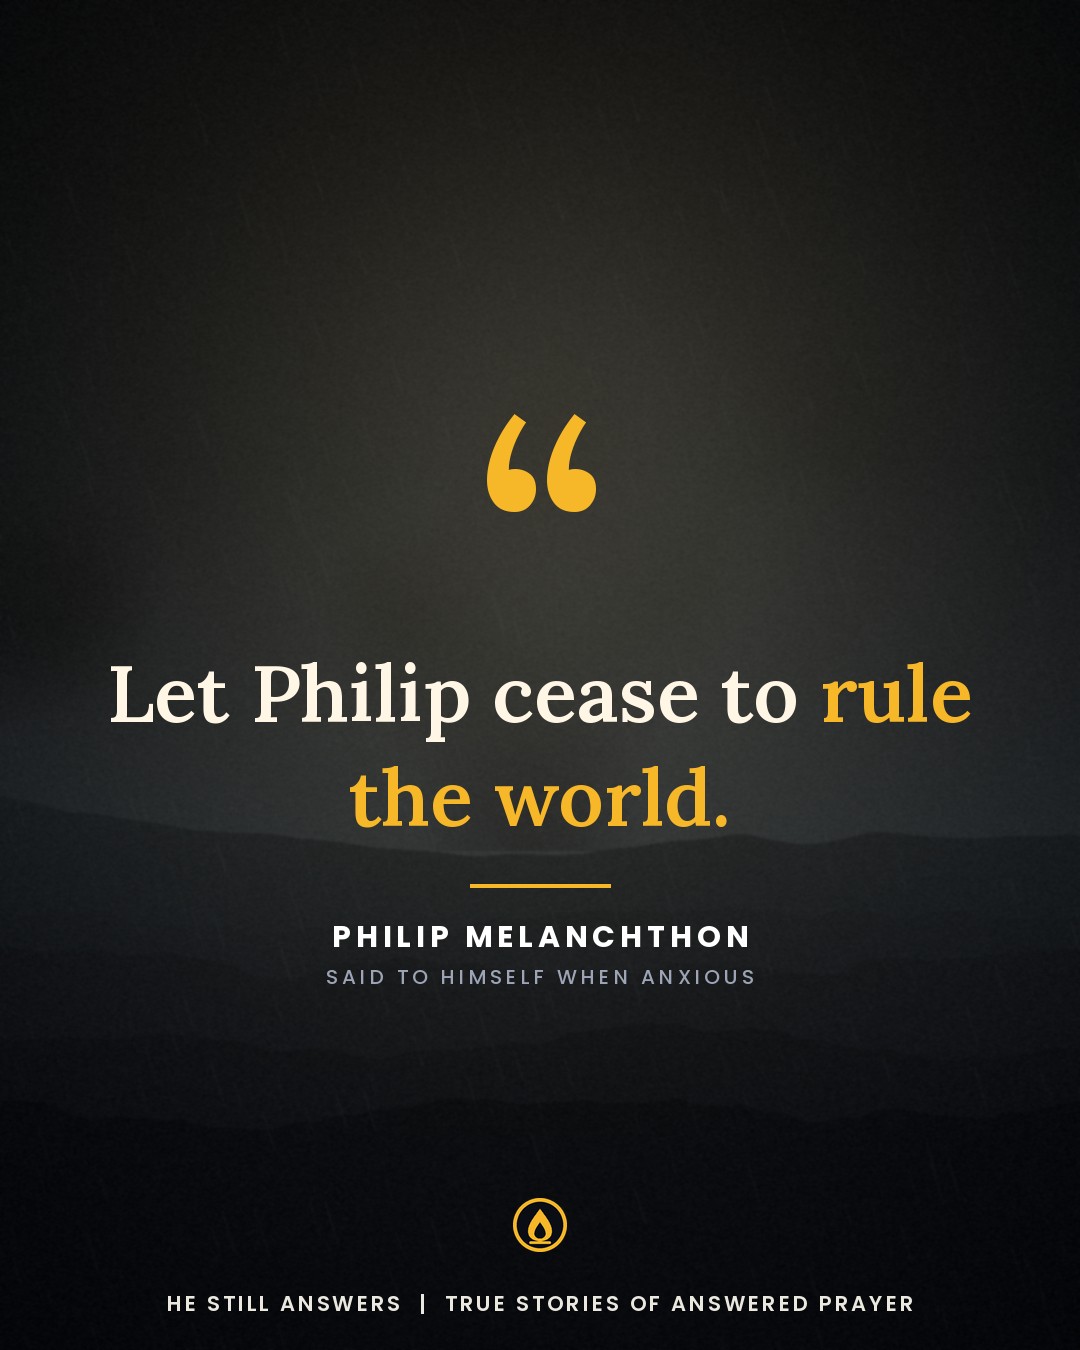 “
Let Philip cease to rule
the world.
PHILIP MELANCHTHON
SAID TO HIMSELF WHEN ANXIOUS
HE STILL ANSWERS | TRUE STORIES OF ANSWERED PRAYER